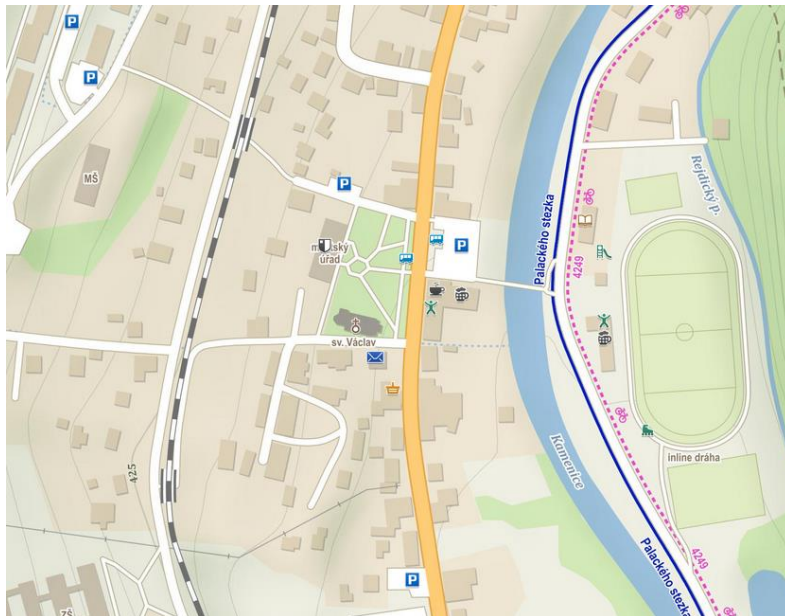 P
P
MŠ
P
městský
úřad
P
Palackého stezka
4249
Rejdický p.
sv. Václav
425
Kamenice
inline dráha
4249
Palackého stezka
P
ZŠ